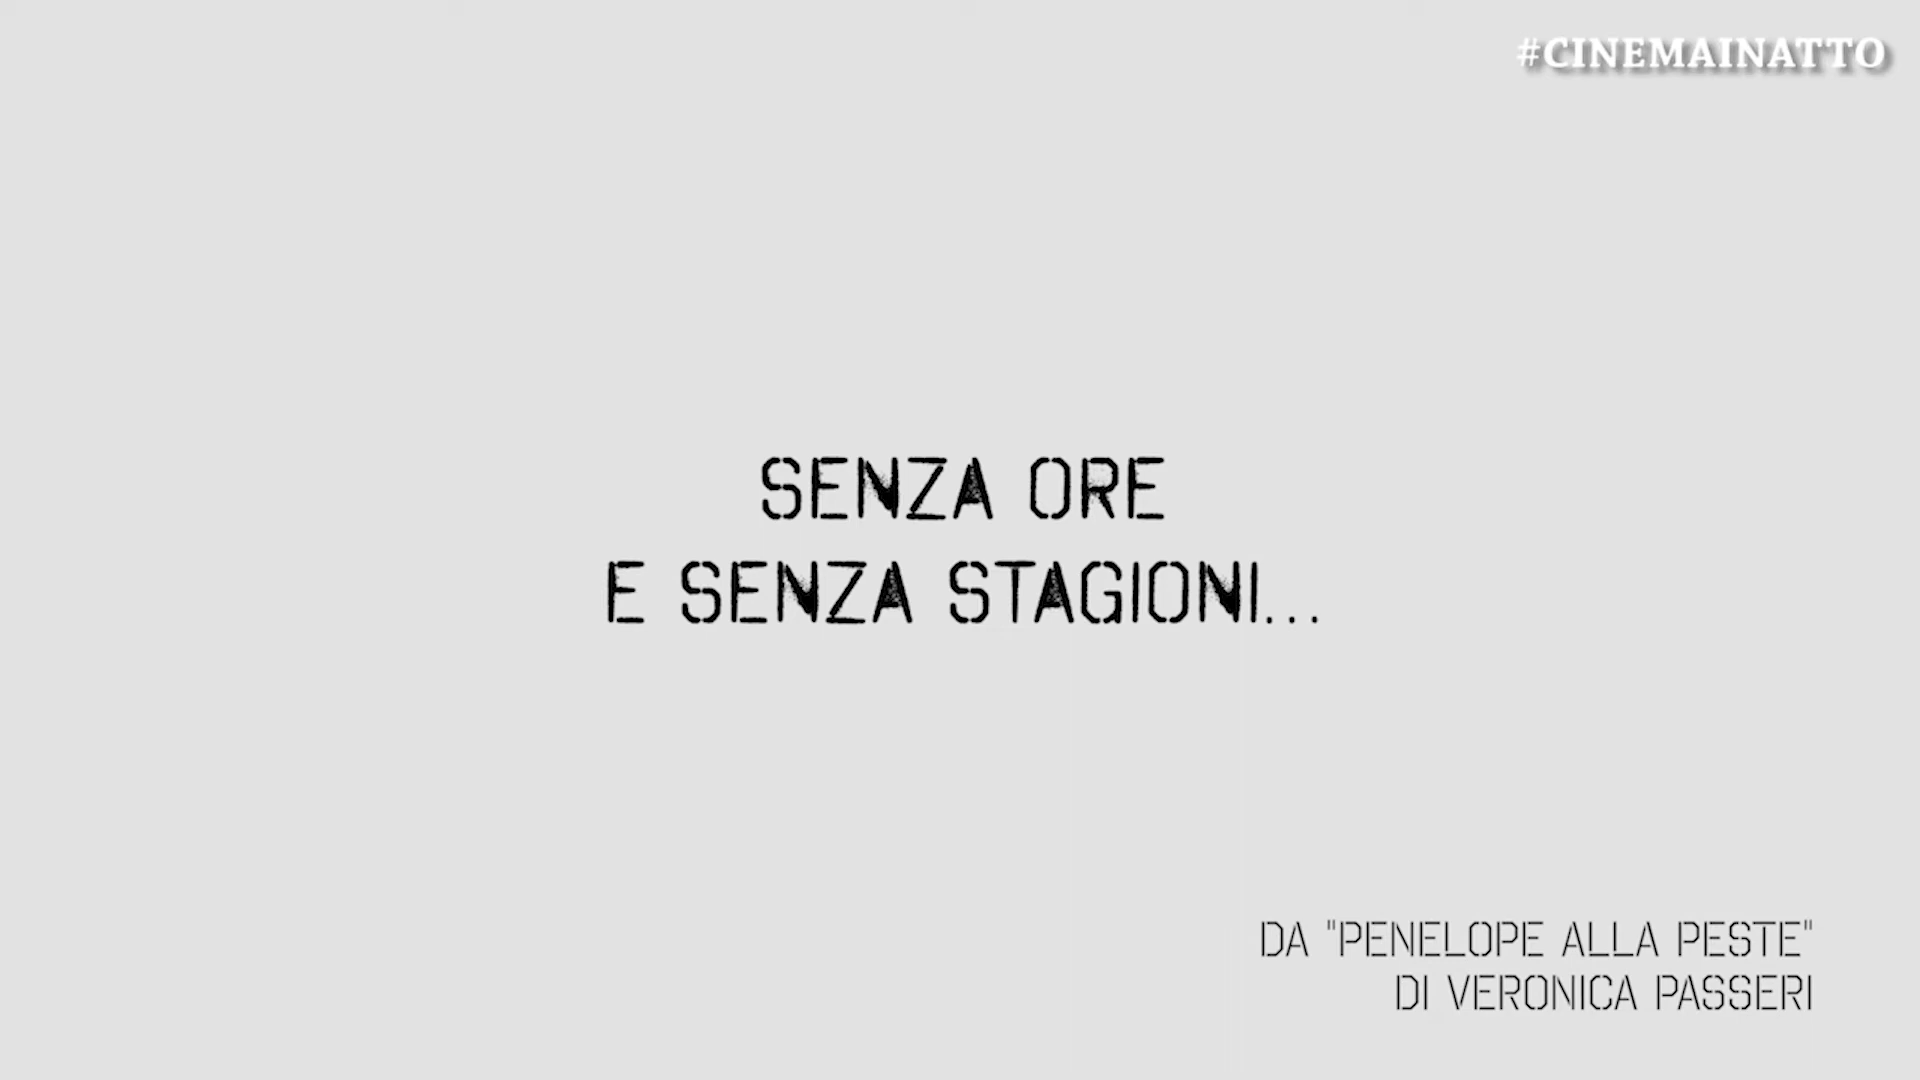 #CINEMAINATTO
SENZA ORE
E SENZA STAGIONI...
DA "PENELOPE ALLA PESTE"
DI VERONICA PASSERI